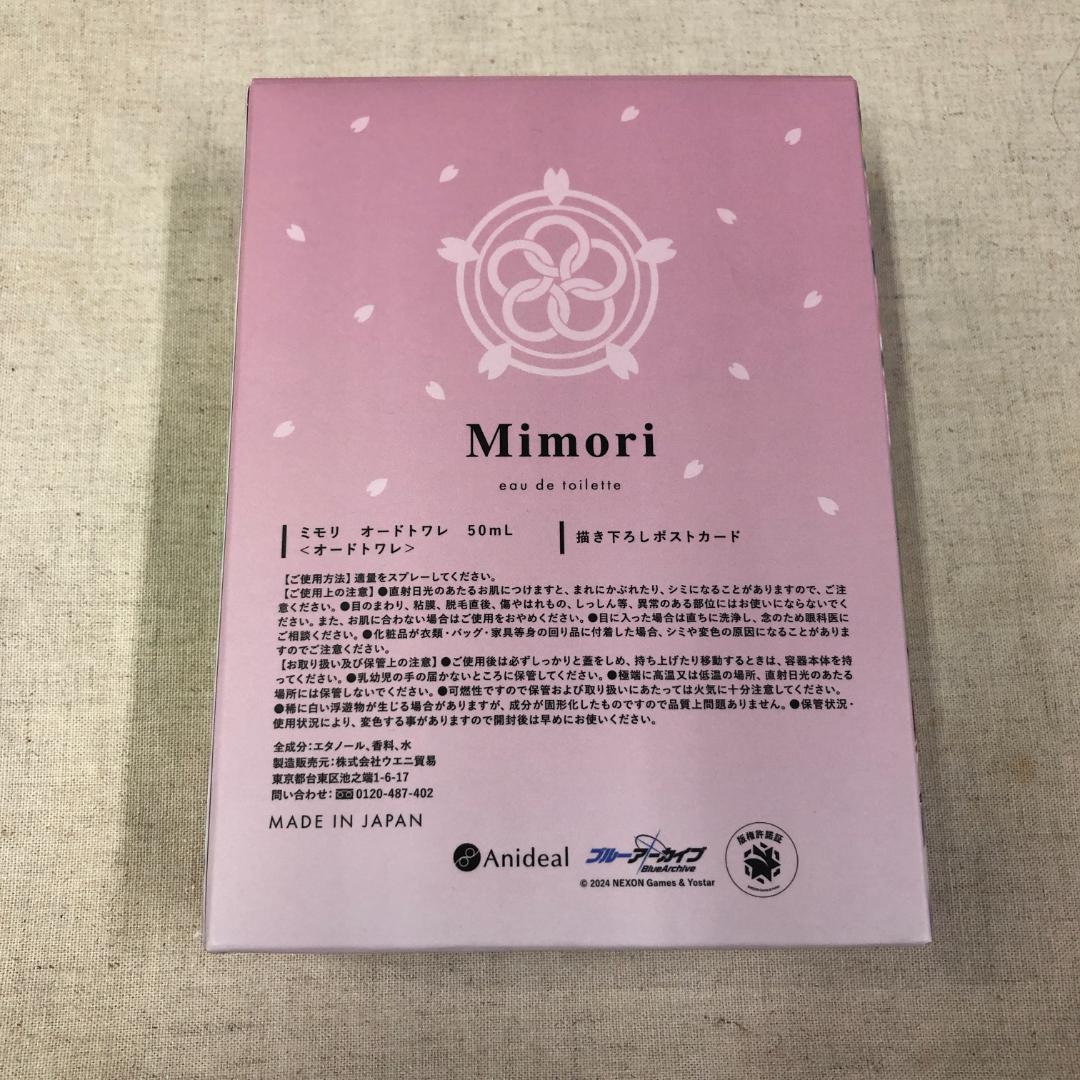 Mimori
eau de toilette
ミモリ オードトワレ 50mL
<オードトワレ>
描き下ろしポストカード
【ご使用方法】適量をスプレーしてください。
【ご使用上の注意】●直射日光のあたるお肌につけますと、まれにかぶれたり、シミになることがありますので、ご注
意ください。●目のまわり、粘膜、脱毛直後、傷やはれもの、しっしん等、異常のある部位にはお使いにならないでく
ださい。また、お肌に合わない場合はご使用をおやめください。●目に入った場合は直ちに洗浄し、念のため眼科医に
ご相談ください。●化粧品が衣類・バッグ・家具等身の回り品に付着した場合、シミや変色の原因になることがありま
すのでご注意ください。
【お取り扱い及び保管上の注意】●ご使用後は必ずしっかりと蓋をしめ、持ち上げたり移動するときは、容器本体を持
ってください。●乳幼児の手の届かないところに保管してください。●極端に高温又は低温の場所、直射日光のあたる
場所には保管しないでください。●可燃性ですので保管および取り扱いにあたっては火気に十分注意してください。
●稀に白い浮遊物が生じる場合がありますが、成分が固形化したものですので品質上問題ありません。●保管状況・
使用状況により、変色する事がありますので開封後は早めにお使いください。
全成分：エタノール、香料、水
製造販売元：株式会社ウエニ貿易
東京都台東区池之端1-6-17
問い合わせ：0120-487-402
MADE IN JAPAN
Anideal
ブルーアーカイブ
BlueArchive
© 2024 NEXON Games & Yostar
版権許諾証